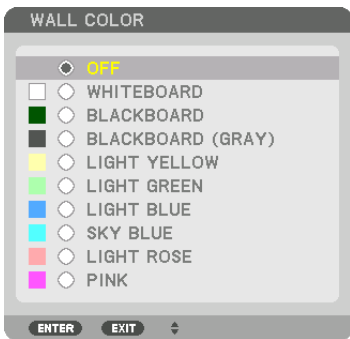 WALL COLOR
OFF
WHITEBOARD
BLACKBOARD
BLACKBOARD (GRAY)
LIGHT YELLOW
LIGHT GREEN
LIGHT BLUE
SKY BLUE
LIGHT ROSE
PINK
ENTER EXIT